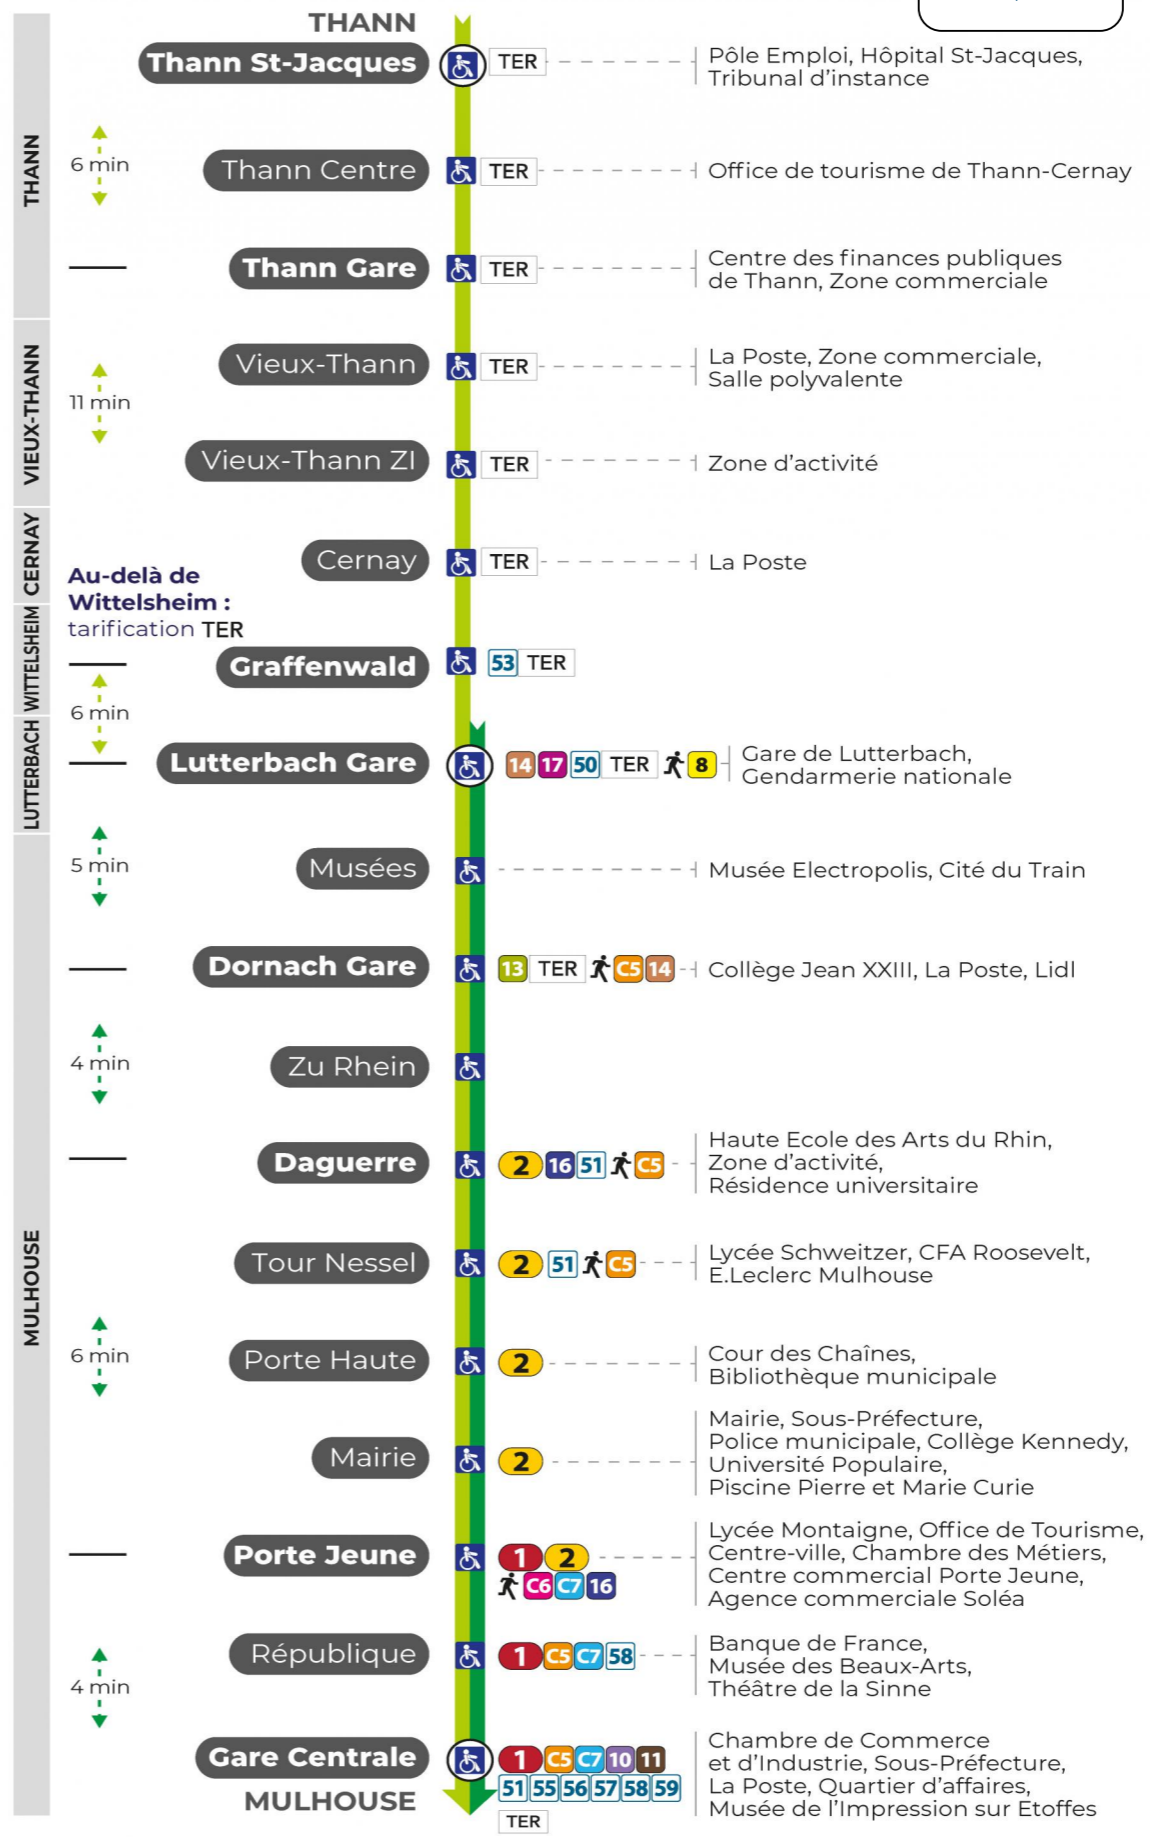 THANN
Thann St-Jacques TER Pôle Emploi, Hôpital St-Jacques,
Tribunal d'instance
THANN
6 min
Thann Centre TER Office de tourisme de Thann-Cernay
Thann Gare TER Centre des finances publiques
de Thann, Zone commerciale
VIEUX-THANN
Vieux-Thann TER La Poste, Zone commerciale,
Salle polyvalente
11 min
Vieux-Thann ZI TER Zone d'activité
CERNAY
Cernay TER La Poste
Au-delà de
Wittelsheim :
tarification TER
WITTELSHEIM
Graffenwald 53 TER
6 min
LUTTERBACH
Lutterbach Gare 14 17 50 TER 8 Gare de Lutterbach,
Gendarmerie nationale
5 min
Musées Musée Electropolis, Cité du Train
Dornach Gare 13 TER C5 14 Collège Jean XXIII, La Poste, Lidl
4 min
Zu Rhein
Daguerre 2 16 51 C5 Haute Ecole des Arts du Rhin,
Zone d'activité,
Résidence universitaire
MULHOUSE
Tour Nessel 2 51 C5 Lycée Schweitzer, CFA Roosevelt,
E.Leclerc Mulhouse
6 min
Porte Haute 2 Cour des Chaînes,
Bibliothèque municipale
Mairie 2 Mairie, Sous-Préfecture,
Police municipale, Collège Kennedy,
Université Populaire,
Piscine Pierre et Marie Curie
Porte Jeune 1 2 Lycée Montaigne, Office de Tourisme,
Centre-ville, Chambre des Métiers,
C6 C7 16 Centre commercial Porte Jeune,
Agence commerciale Soléa
République 1 C5 C7 58 Banque de France,
Musée des Beaux-Arts,
Théâtre de la Sinne
4 min
Gare Centrale 1 C5 C7 10 11 Chambre de Commerce
et d'Industrie, Sous-Préfecture,
51 55 56 57 58 59 La Poste, Quartier d'affaires,
Musée de l'Impression sur Etoffes
MULHOUSE
TER